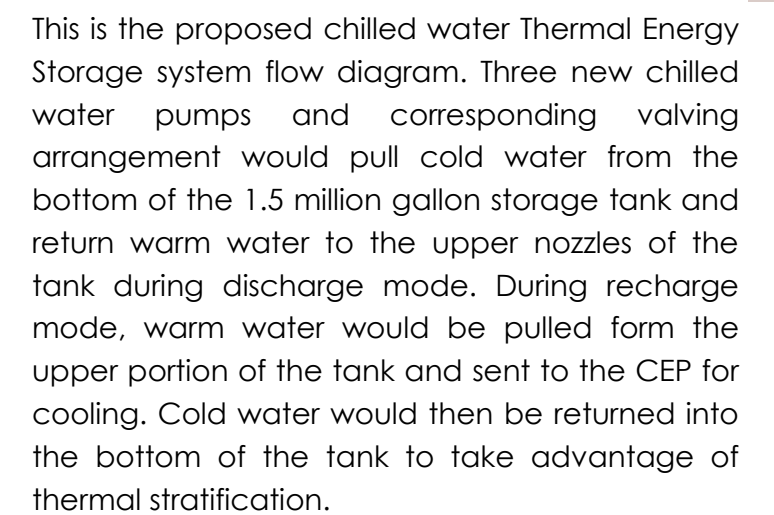 This is the proposed chilled water Thermal Energy
Storage system flow diagram. Three new chilled
water pumps and corresponding valving
arrangement would pull cold water from the
bottom of the 1.5 million gallon storage tank and
return warm water to the upper nozzles of the
tank during discharge mode. During recharge
mode, warm water would be pulled form the
upper portion of the tank and sent to the CEP for
cooling. Cold water would then be returned into
the bottom of the tank to take advantage of
thermal stratification.